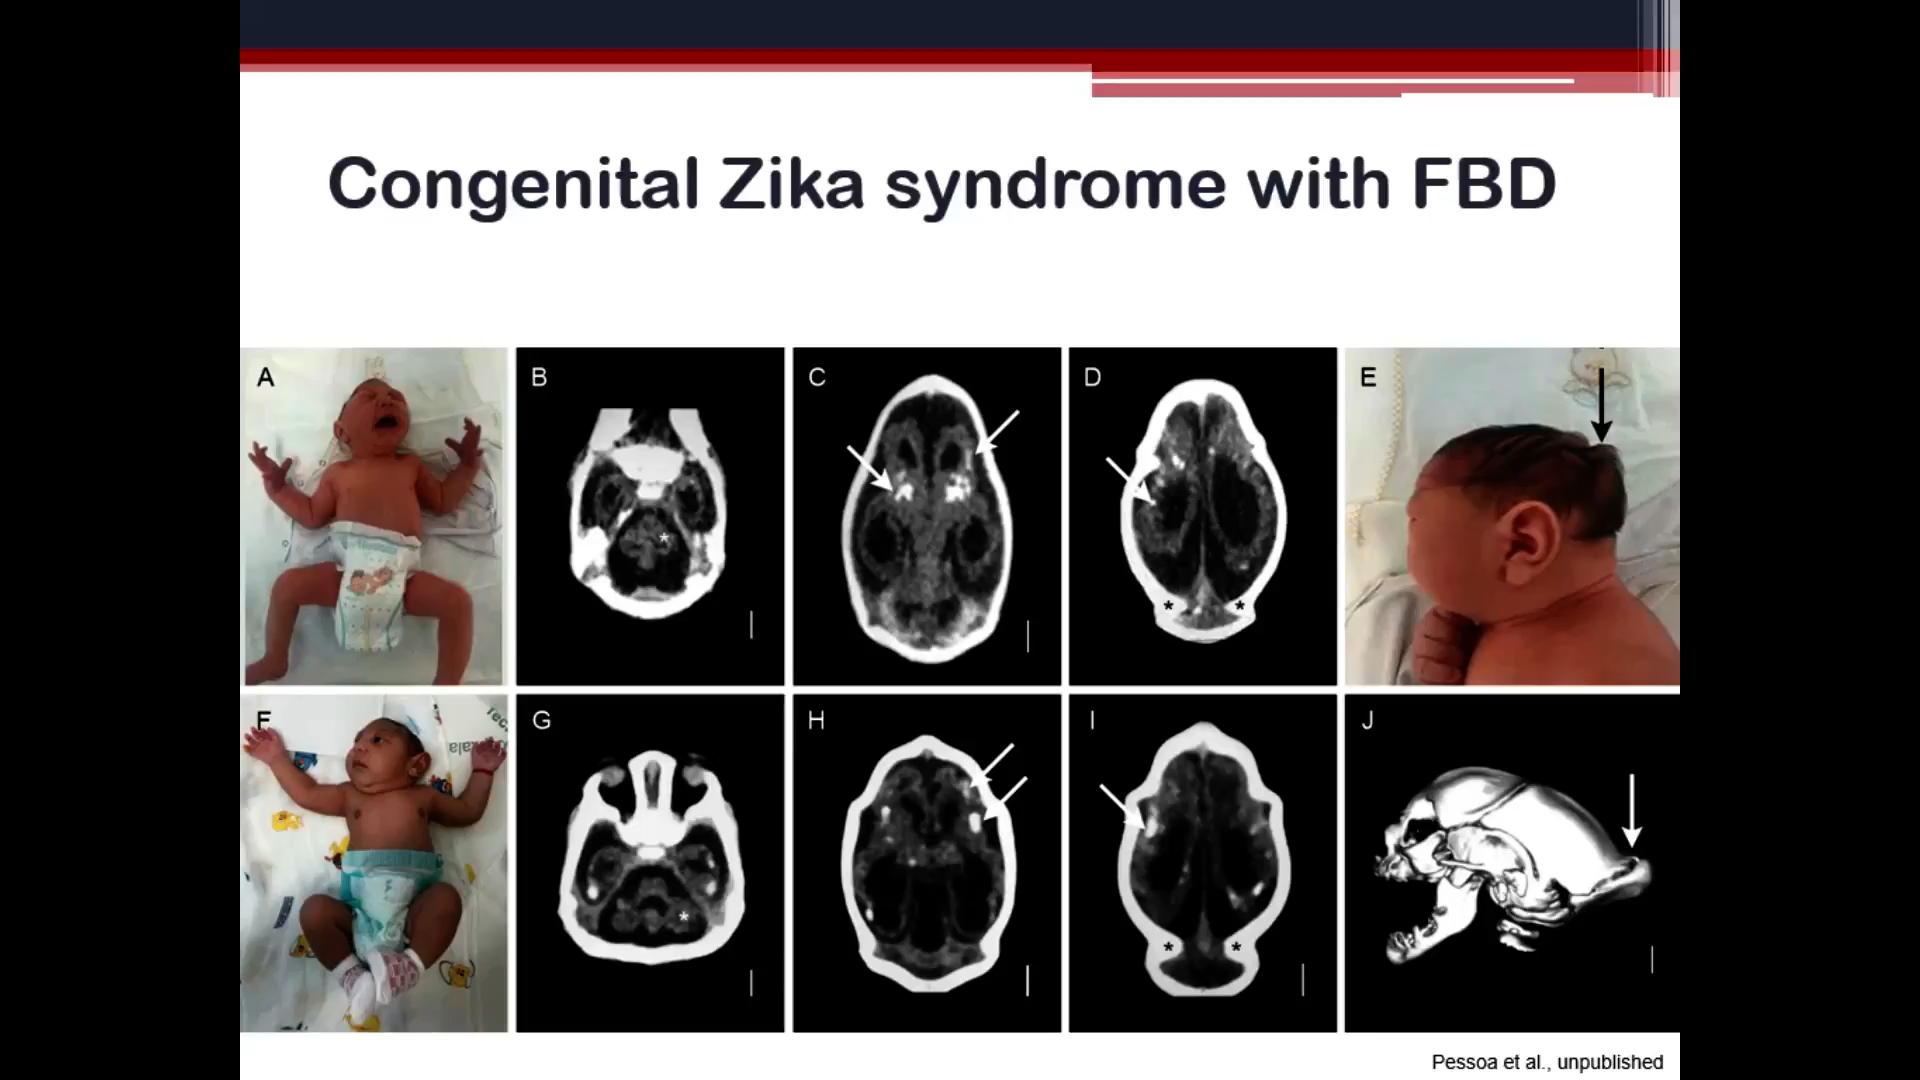 Congenital Zika syndrome with FBD
A
B
C
D
E
*
*
*
F
G
H
I
J
*
*
*
Pessoa et al., unpublished